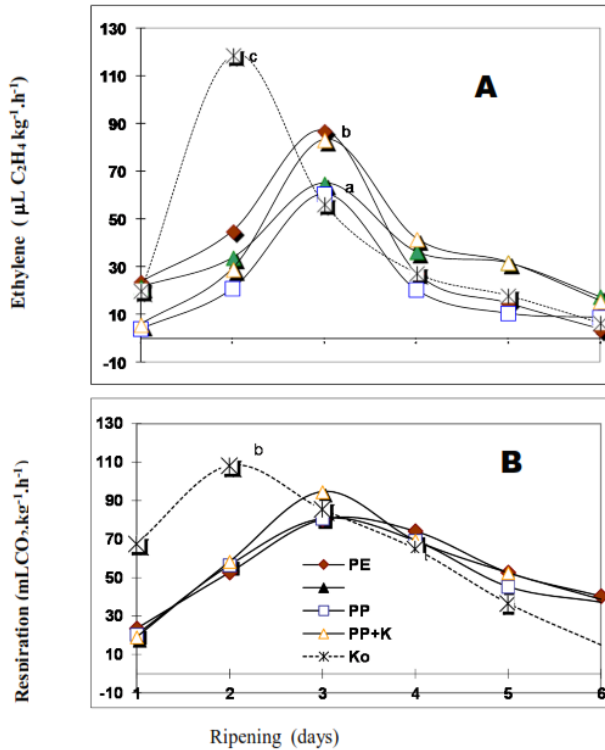 130
110
90
70
50
30
10
-10
Ethylene ( µL C₂H₄ kg⁻¹.h⁻¹)
A
c
b
a
130
110
90
70
50
30
10
-10
Respiration (mLCO₂.kg⁻¹.h⁻¹)
B
b
PE
PP
PP+K
Ko
1 2 3 4 5 6
Ripening (days)